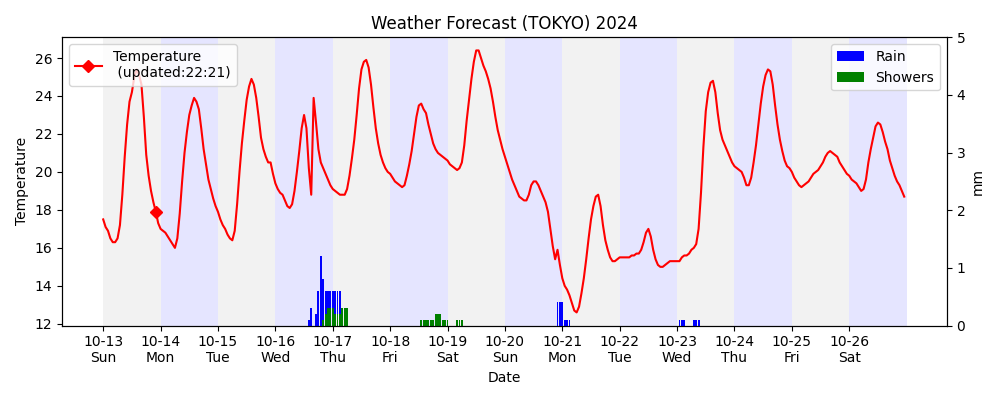 Weather Forecast (TOKYO) 2024
Temperature
(updated:22:21)
Rain
Showers
Temperature
26
24
22
20
18
16
14
12
5
4
3
2
1
0
mm
10-13 10-14 10-15 10-16 10-17 10-18 10-19 10-20 10-21 10-22 10-23 10-24 10-25 10-26
Sun Mon Tue Wed Thu Fri Sat Sun Mon Tue Wed Thu Fri Sat
Date